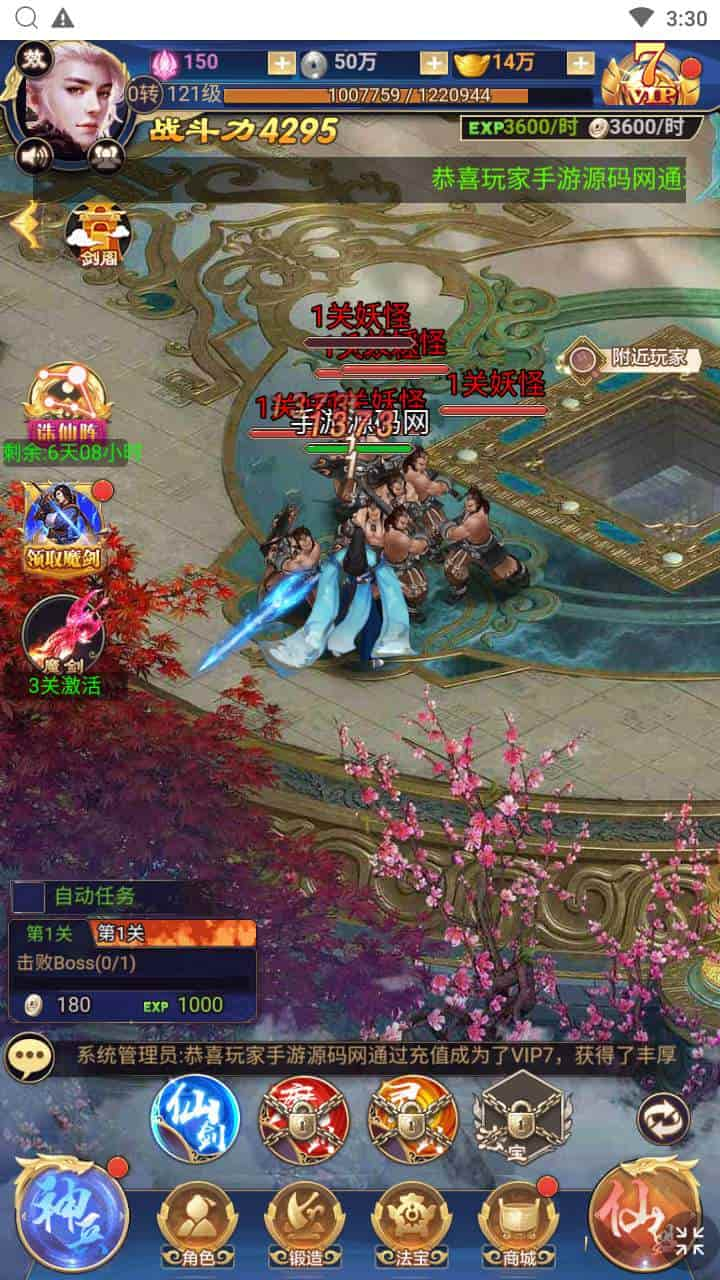 3:30
效
150
50万
14万
7
VIP
0转 121级
1007759 / 1220944
战斗力4295
EXP3600/时
3600/时
恭喜玩家手游源码网通
剑阁
1关妖怪
1关妖怪
附近玩家
1关妖怪
1关妖怪
1373
手游源码网
诛仙阵
剩余:6天08小时
领取魔剑
魔剑
3关激活
自动任务
第1关 第1关
击败Boss(0/1)
180 EXP 1000
系统管理员:恭喜玩家手游源码网通过充值成为了VIP7，获得了丰厚
仙剑
宝
神兵
角色
锻造
法宝
商城
仙